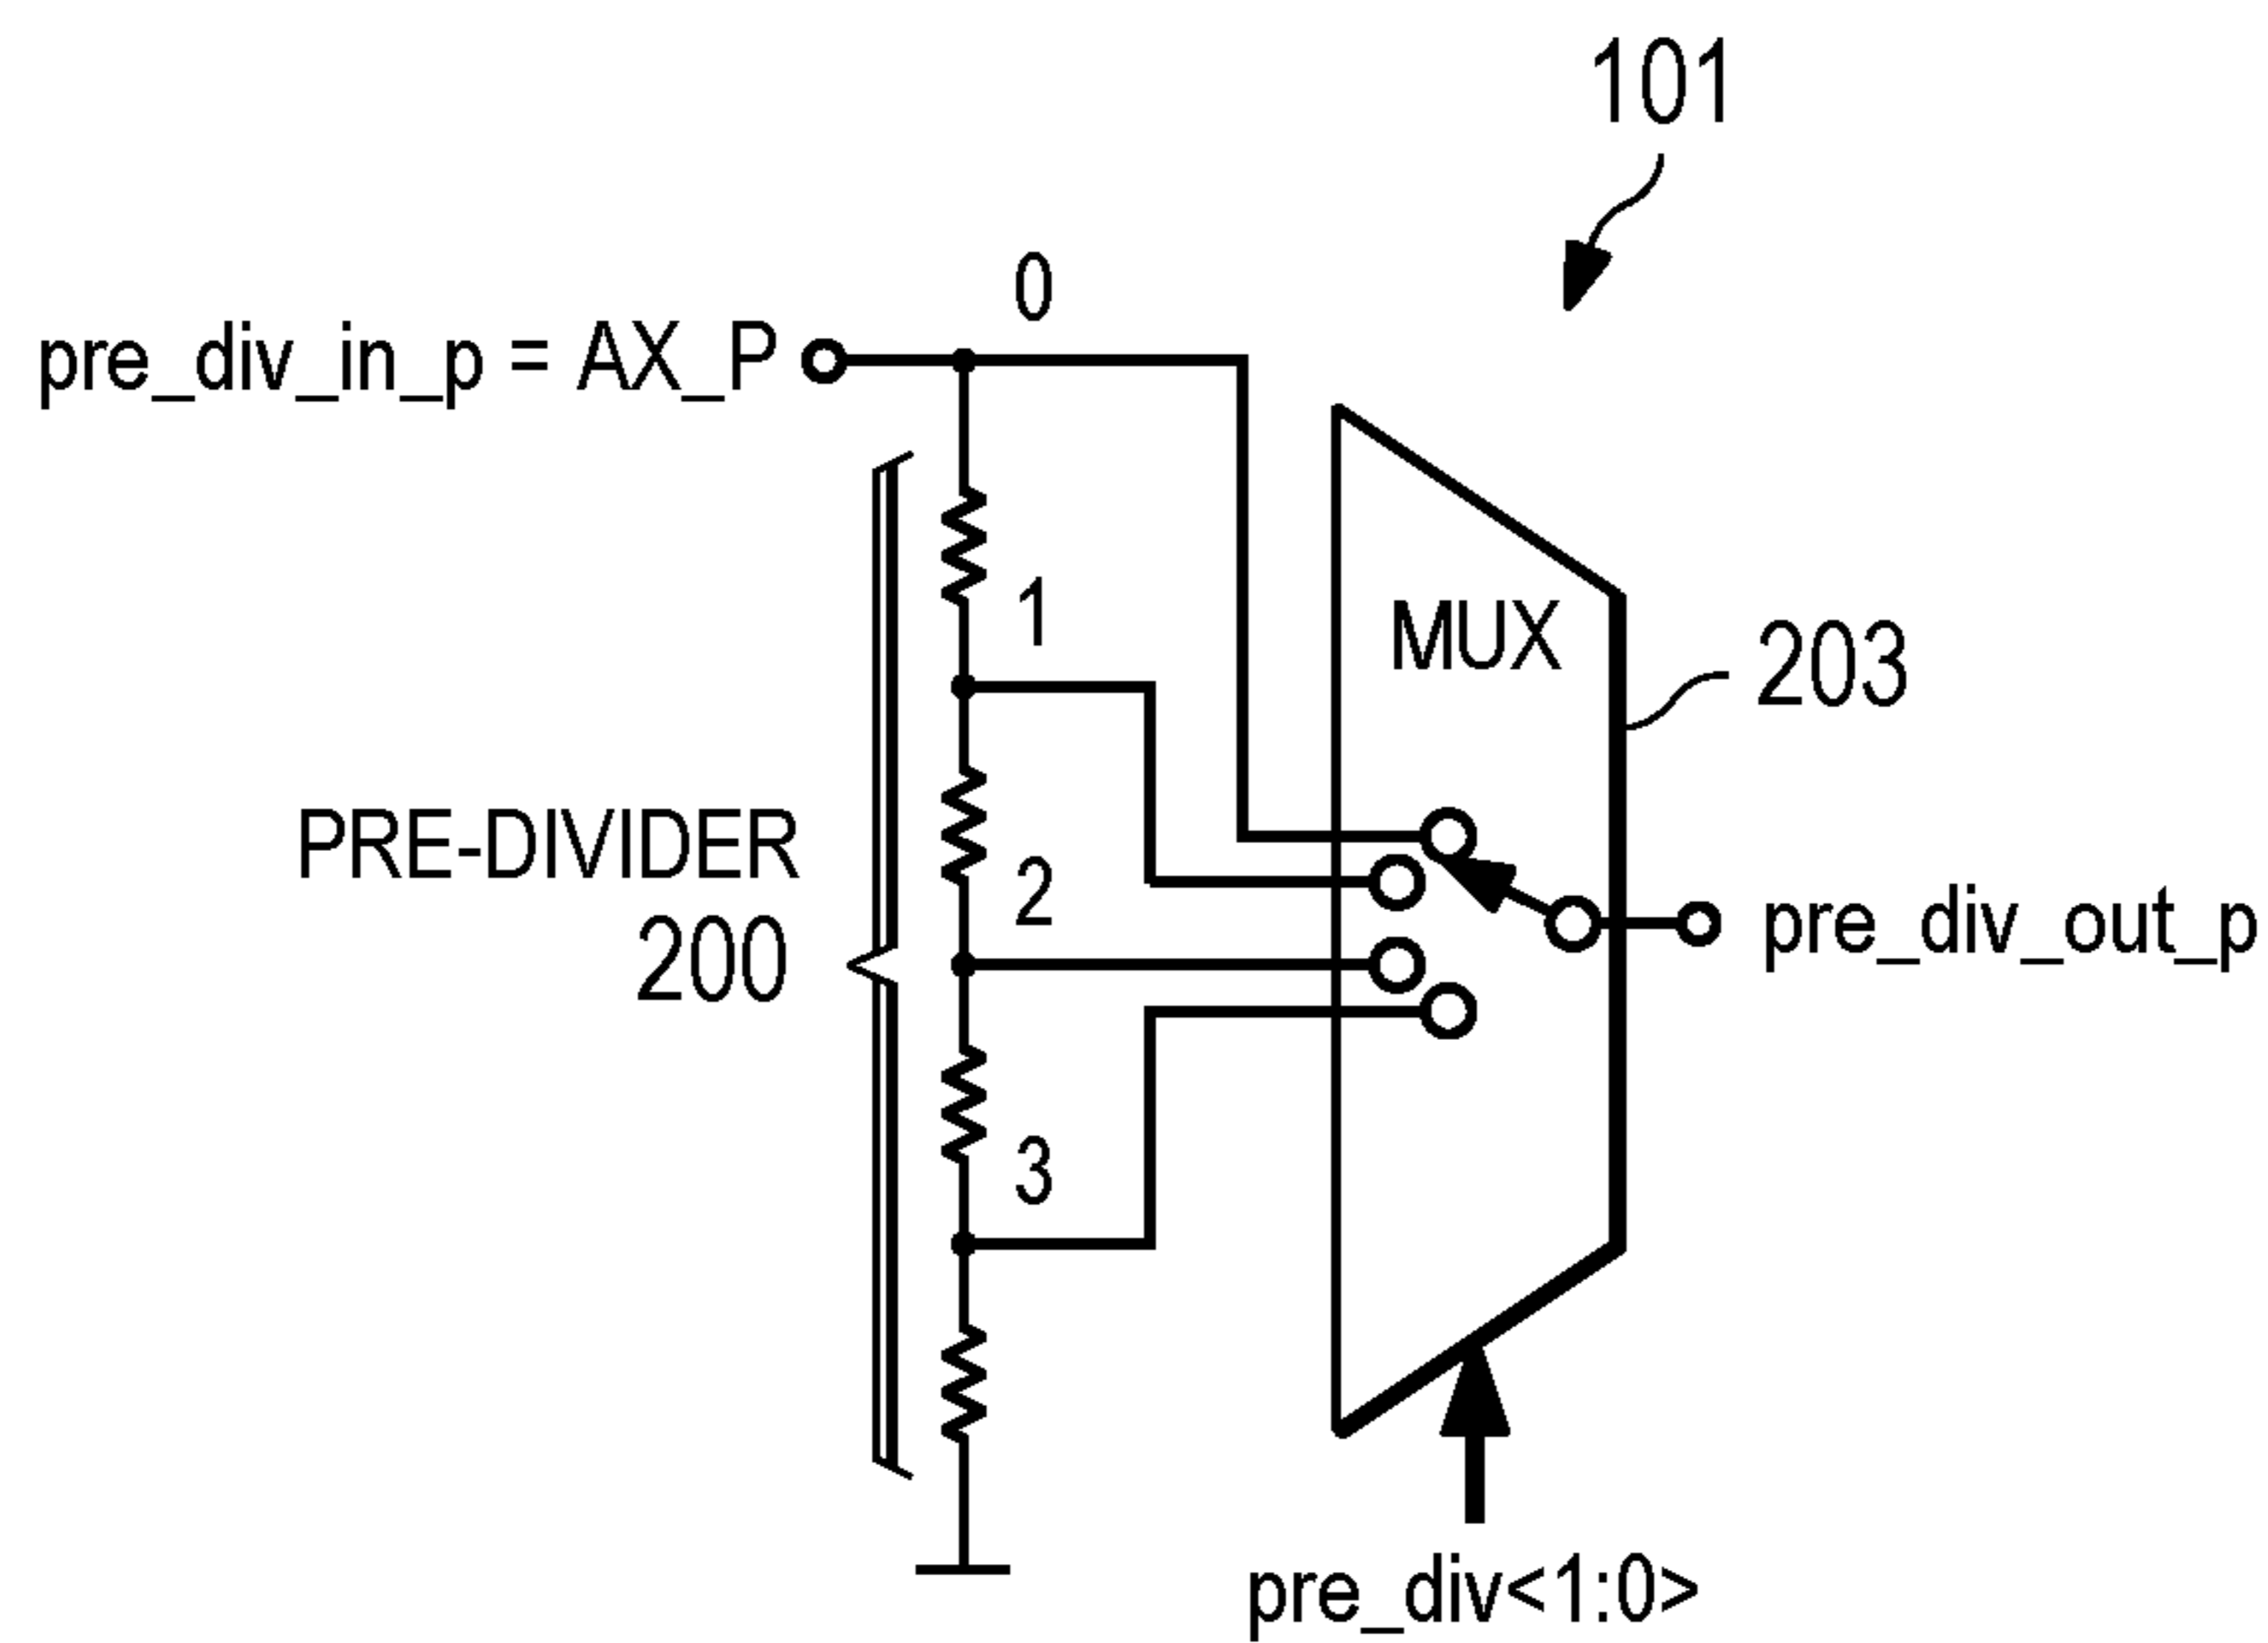 101
0
pre_div_in_p = AX_P
1
MUX
203
PRE-DIVIDER
200
2
pre_div_out_p
3
pre_div<1:0>